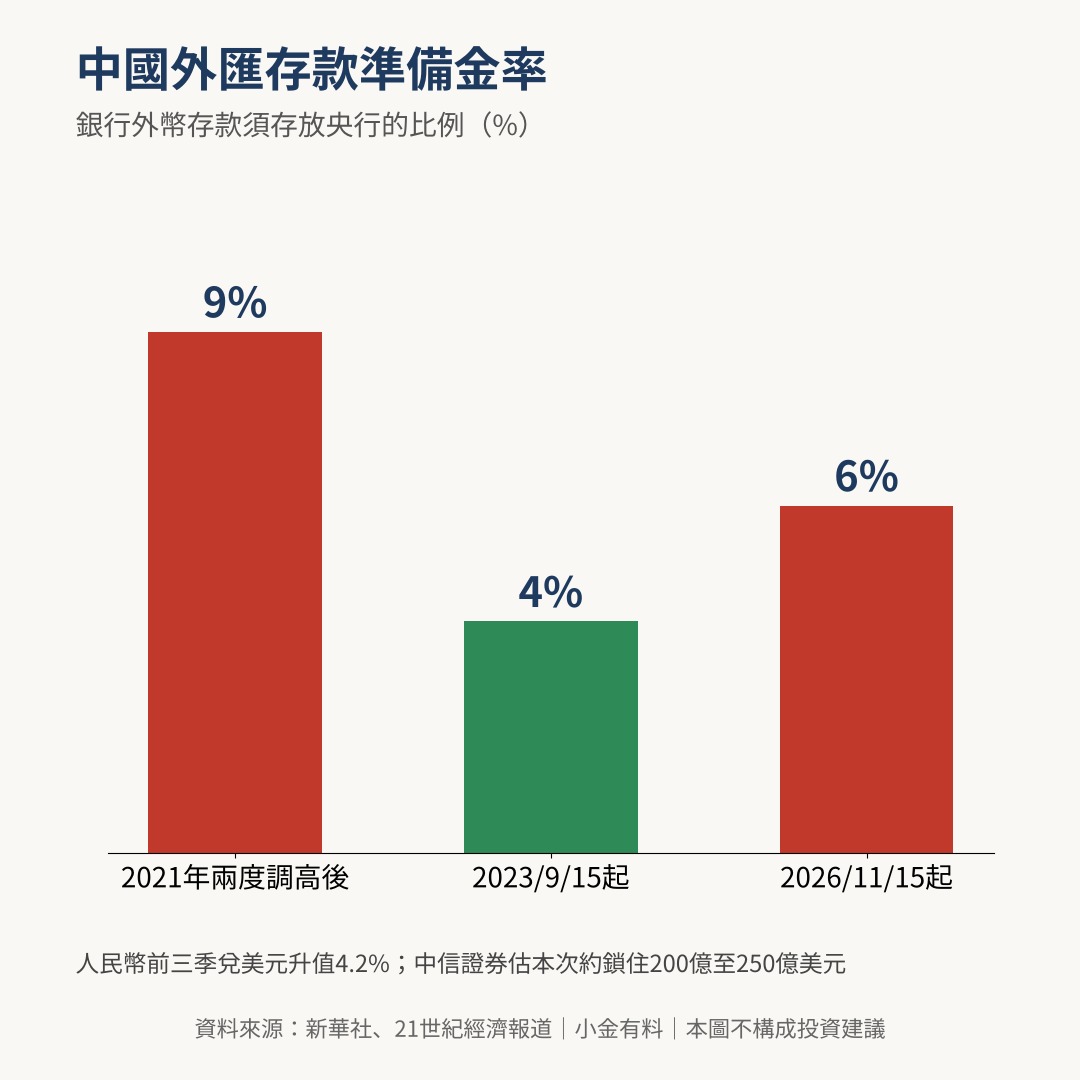 中國外匯存款準備金率
銀行外幣存款須存放央行的比例（%）
9%
4%
6%
2021年兩度調高後
2023/9/15起
2026/11/15起
人民幣前三季兌美元升值4.2%；中信證券估本次約鎖住200億至250億美元
資料來源：新華社、21世紀經濟報道｜小金有料｜本圖不構成投資建議